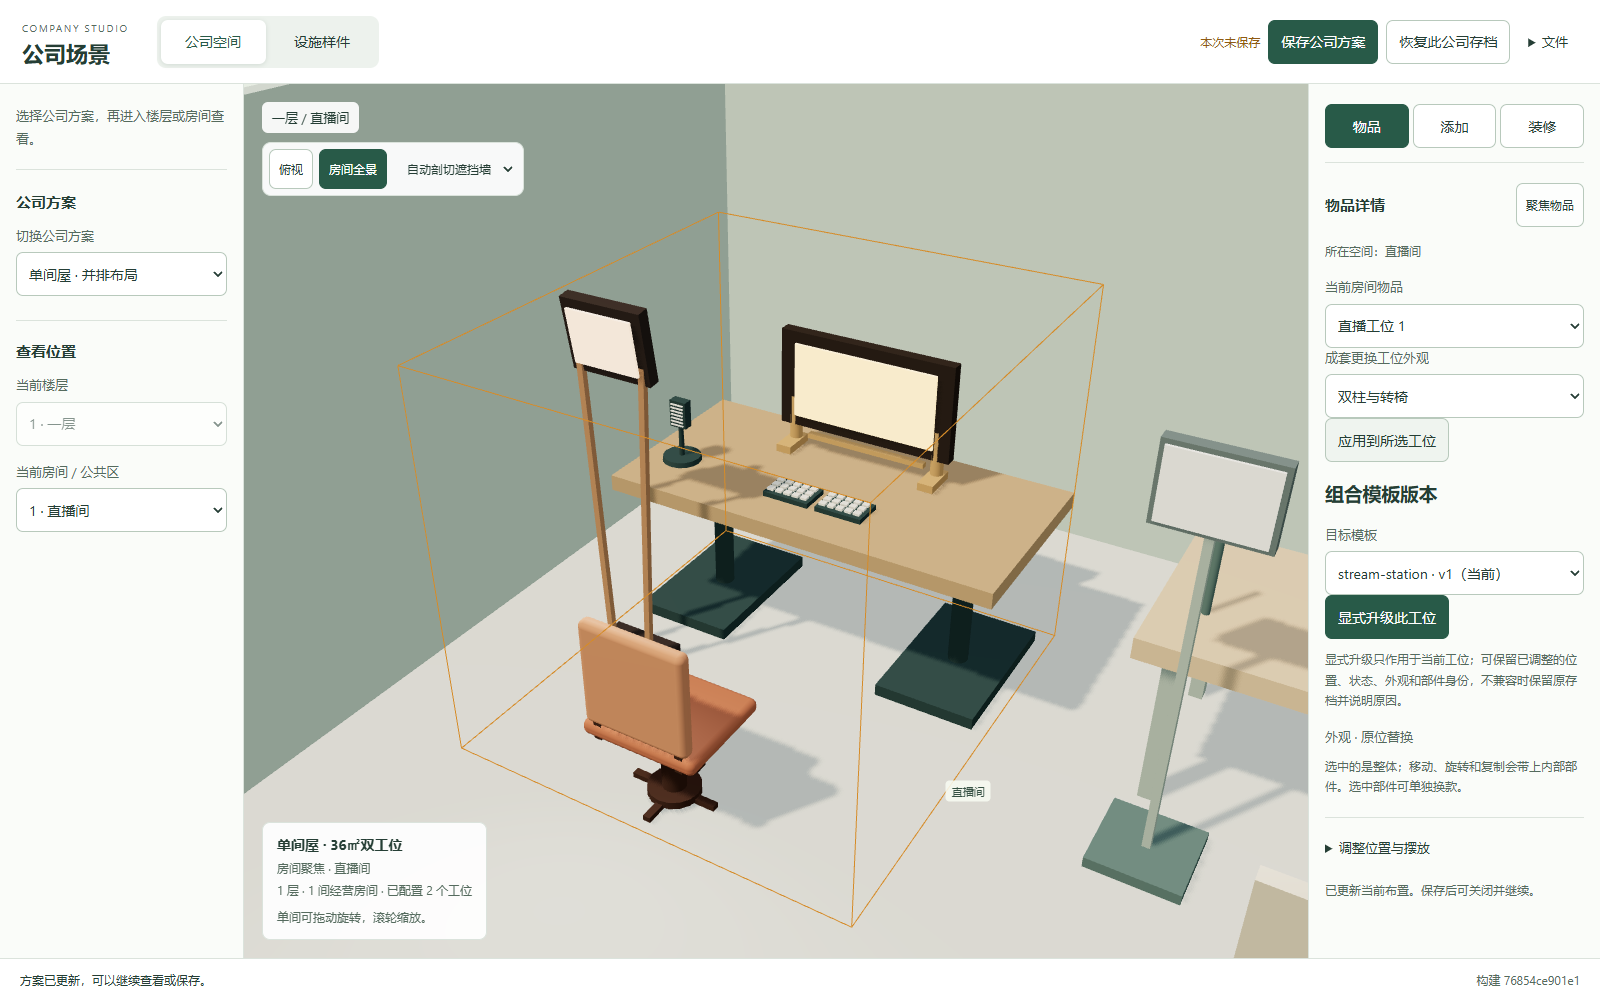 COMPANY STUDIO
公司场景
公司空间
设施样件
本次未保存
保存公司方案
恢复此公司存档
▶ 文件
选择公司方案，再进入楼层或房间查
看。
公司方案
切换公司方案
单间屋 · 并排布局
查看位置
当前楼层
1 · 一层
当前房间 / 公共区
1 · 直播间
一层 / 直播间
俯视
房间全景
自动剖切遮挡墙
直播间
单间屋 · 36㎡双工位
房间聚焦 · 直播间
1 层 · 1 间经营房间 · 已配置 2 个工位
单间可拖动旋转，滚轮缩放。
物品
添加
装修
物品详情
聚焦物品
所在空间：直播间
当前房间物品
直播工位 1
成套更换工位外观
双柱与转椅
应用到所选工位
组合模板版本
目标模板
stream-station · v1（当前）
显式升级此工位
显式升级只作用于当前工位；可保留已调整的位
置、状态、外观和部件身份，不兼容时保留原存
档并说明原因。
外观 · 原位替换
选中的是整体；移动、旋转和复制会带上内部部
件。选中部件可单独换款。
▶ 调整位置与摆放
已更新当前布置。保存后可关闭并继续。
方案已更新，可以继续查看或保存。
构建 76854ce901e1